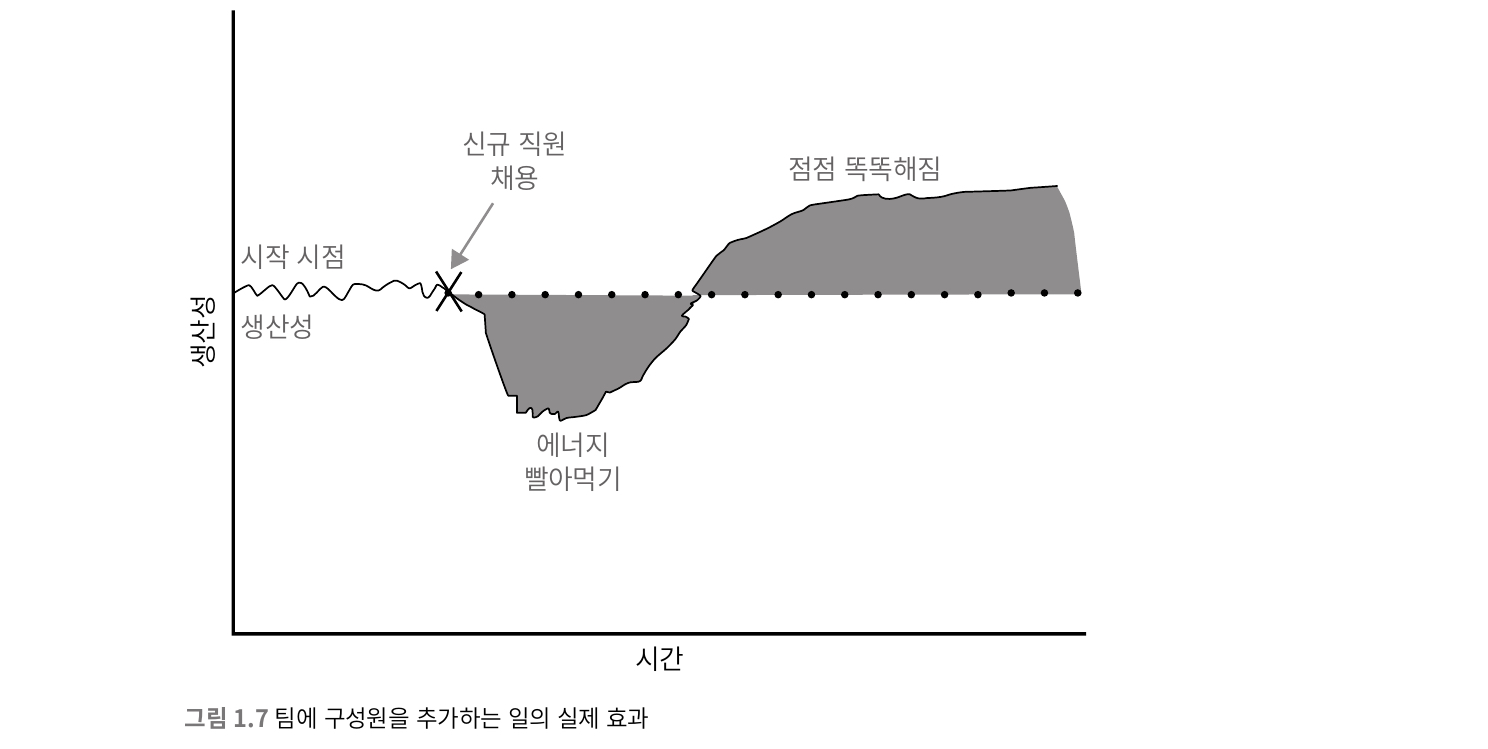 신규 직원
채용
점점 똑똑해짐
시작 시점
생산성
생산성
에너지
빨아먹기
시간
그림 1.7 팀에 구성원을 추가하는 일의 실제 효과